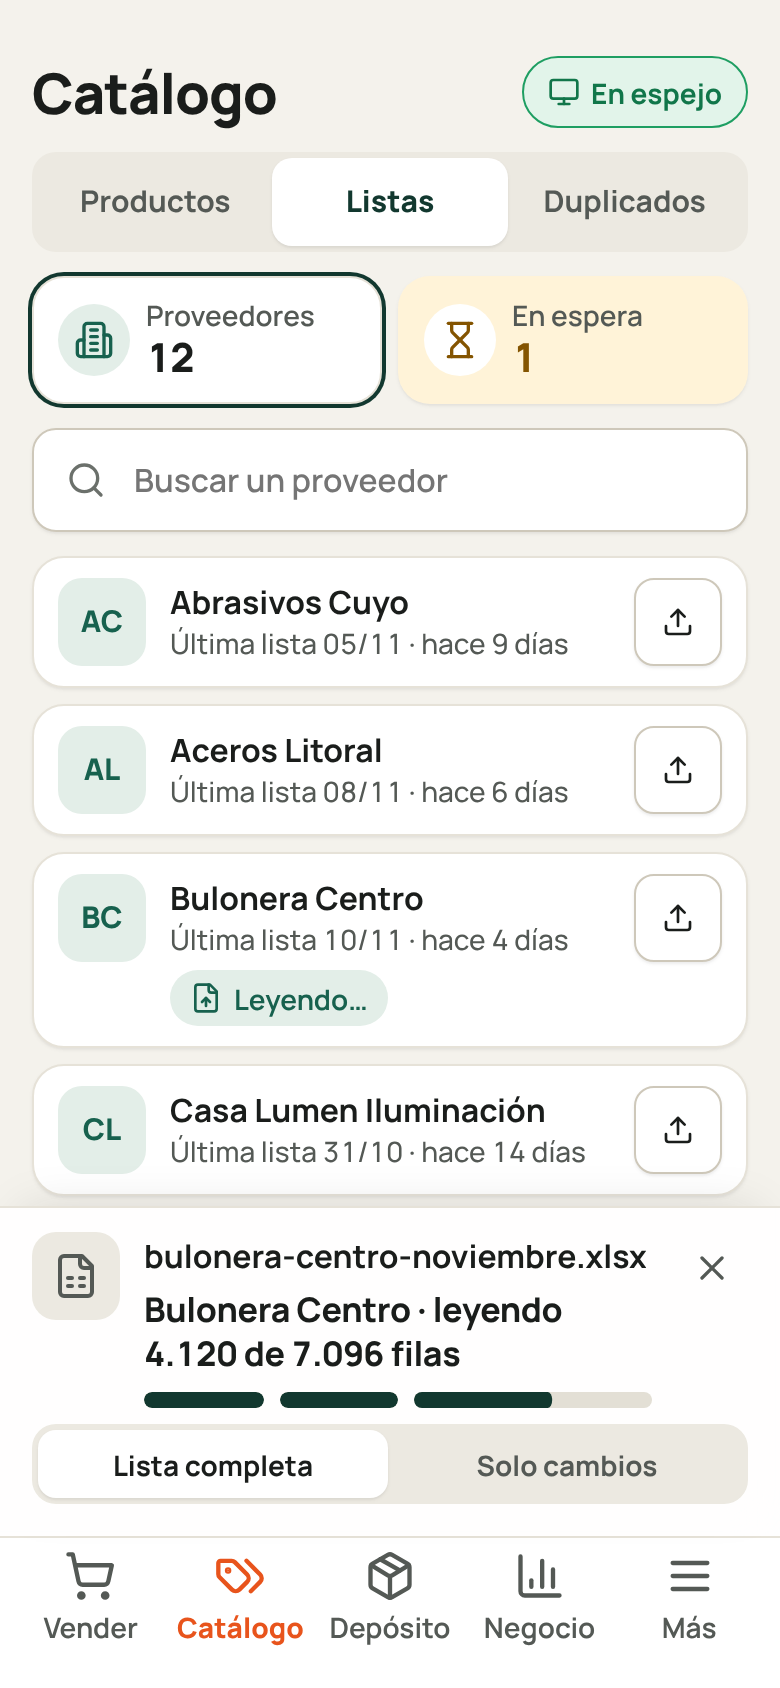 Catálogo
En espejo
Productos
Listas
Duplicados
Proveedores
12
En espera
1
Buscar un proveedor
AC
Abrasivos Cuyo
Última lista 05/11 · hace 9 días
AL
Aceros Litoral
Última lista 08/11 · hace 6 días
BC
Bulonera Centro
Última lista 10/11 · hace 4 días
Leyendo...
CL
Casa Lumen Iluminación
Última lista 31/10 · hace 14 días
bulonera-centro-noviembre.xlsx
Bulonera Centro · leyendo
4.120 de 7.096 filas
Lista completa
Solo cambios
Vender
Catálogo
Depósito
Negocio
Más